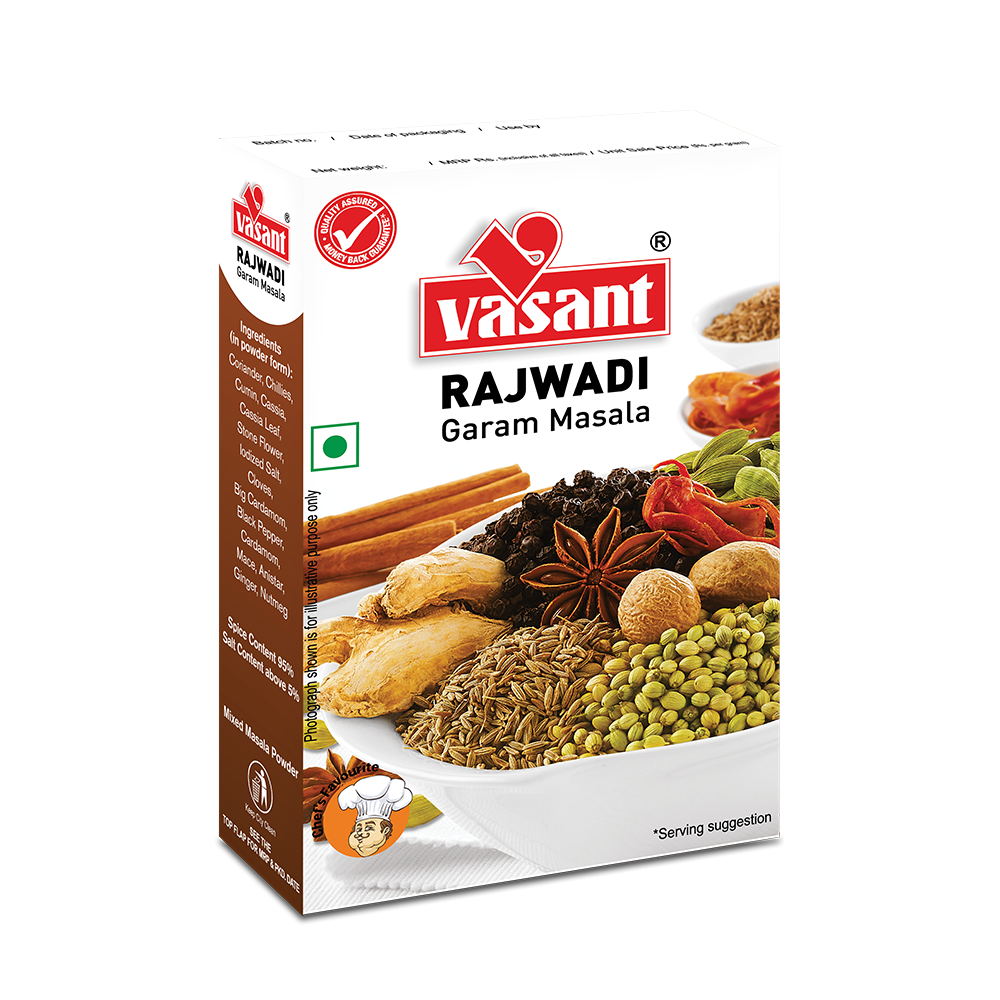 Batch no. / Date of packaging / Use by
Net weight: / MRP Rs. (inclusive of all taxes) / Unit Sale Price (Rs. per gram)
QUALITY ASSURED
MONEY BACK GUARANTEE*
vasant ®
RAJWADI
Garam Masala
Photograph shown is for illustrative purpose only
Chef's Favourite
*Serving suggestion
vasant ®
RAJWADI
Garam Masala
Ingredients
(in powder form):
Coriander, Chillies,
Cumin, Cassia,
Cassia Leaf,
Stone Flower,
Iodized Salt,
Cloves,
Big Cardamom,
Black Pepper,
Cardamom,
Mace, Anistar,
Ginger, Nutmeg
Spice Content 95%
Salt Content above 5%
Mixed Masala Powder
Keep City Clean
SEE THE
TOP FLAP FOR MRP & PKD. DATE